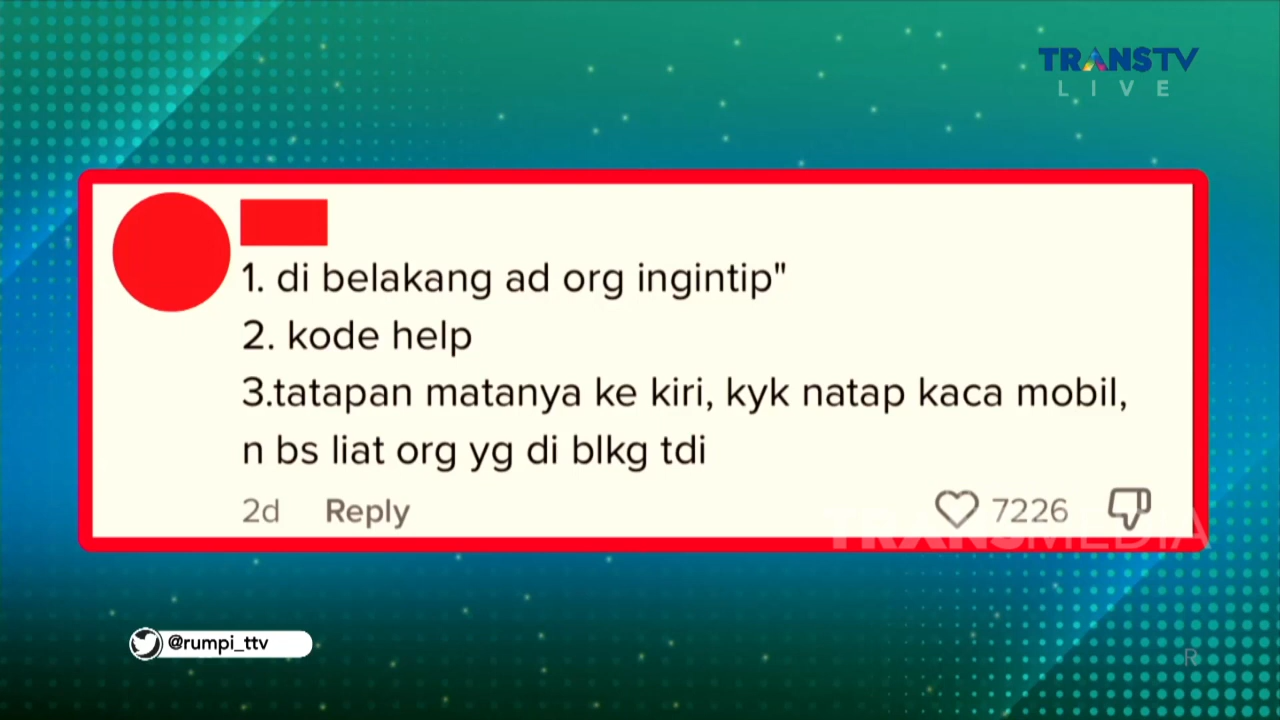 TRANSTV
LIVE
1. di belakang ad org ingintip"
2. kode help
3.tatapan matanya ke kiri, kyk natap kaca mobil,
n bs liat org yg di blkg tdi
2d Reply 7226
TRANSMEDIA
@rumpi_ttv
R